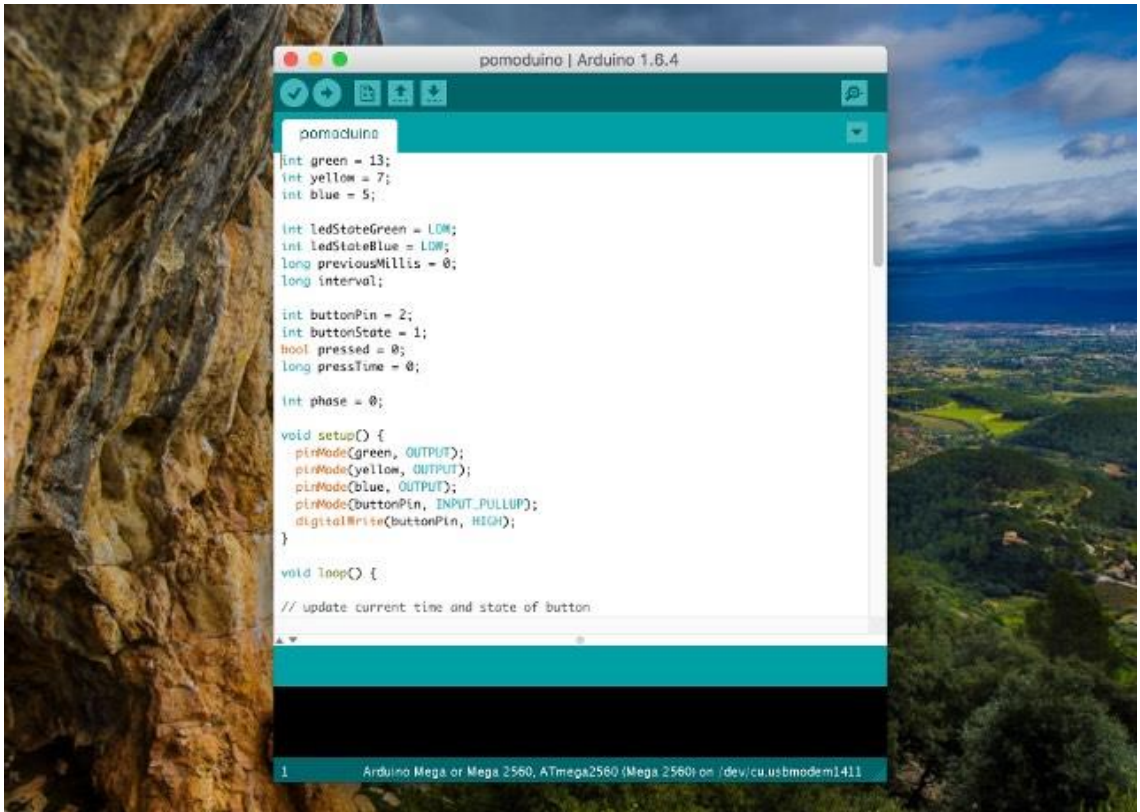 pomoduino | Arduino 1.6.4
pomoduino
int green = 13;
int yellow = 7;
int blue = 5;
int ledStateGreen = LOW;
int ledStateBlue = LOW;
long previousMillis = 0;
long interval;
int buttonPin = 2;
int buttonState = 1;
bool pressed = 0;
long pressTime = 0;
int phase = 0;
void setup() {
pinMode(green, OUTPUT);
pinMode(yellow, OUTPUT);
pinMode(blue, OUTPUT);
pinMode(buttonPin, INPUT_PULLUP);
digitalWrite(buttonPin, HIGH);
}
void loop() {
// update current time and state of button
1 Arduino Mega or Mega 2560, ATmega2560 (Mega 2560) on /dev/cu.usbmodem1411